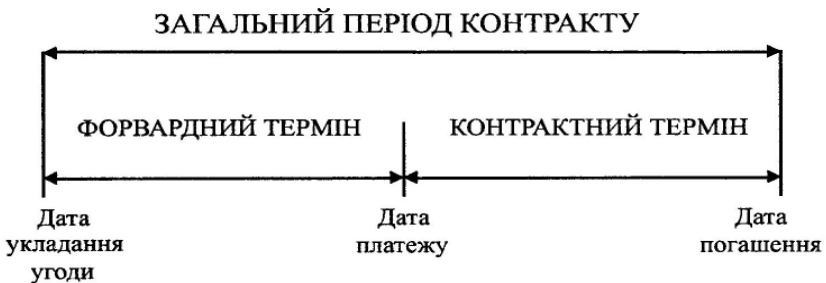 ЗАГАЛЬНИЙ ПЕРІОД КОНТРАКТУ
ФОРВАРДНИЙ ТЕРМІН
КОНТРАКТНИЙ ТЕРМІН
Дата
укладання
угоди
Дата
платежу
Дата
погашення